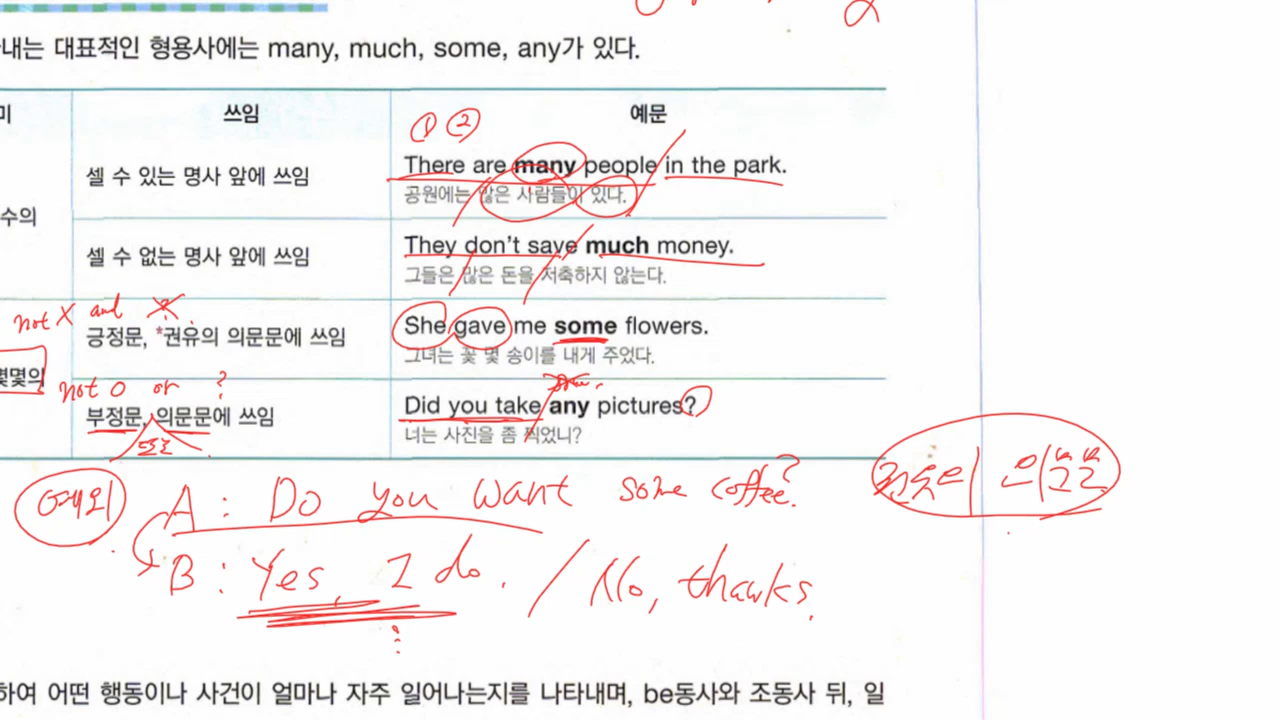 내는 대표적인 형용사에는 many, much, some, any가 있다.
미 쓰임 예문
① ②
셀 수 있는 명사 앞에 쓰임 There are many people in the park.
공원에는 많은 사람들이 있다.
수의
셀 수 없는 명사 앞에 쓰임 They don't save much money.
그들은 많은 돈을 저축하지 않는다.
not X and ?
긍정문, *권유의 의문문에 쓰임 She gave me some flowers.
그녀는 꽃 몇 송이를 내게 주었다.
몇몇의 not O or ?
부정문, 의문문에 쓰임 Did you take any pictures?
너는 사진을 좀 찍었니?
또는
예외 A : Do you want some coffee?
권유의 의문문
B : Yes, I do. / No, thanks.
하여 어떤 행동이나 사건이 얼마나 자주 일어나는지를 나타내며, be동사와 조동사 뒤, 일